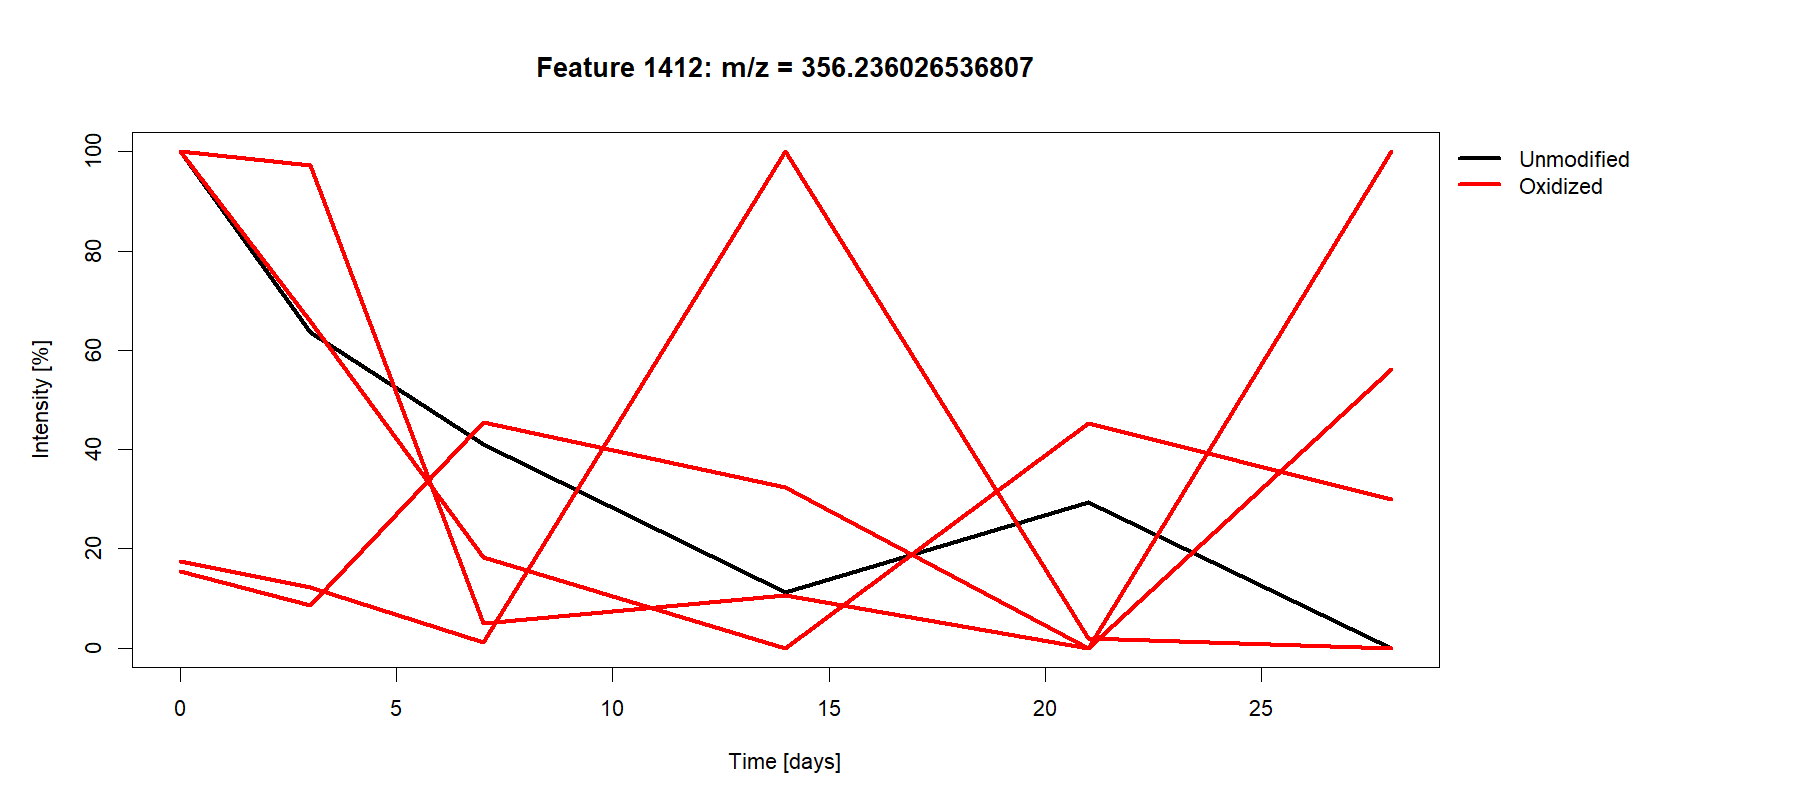 Feature 1412: m/z = 356.236026536807
Unmodified
Oxidized
Intensity [%]
100
80
60
40
20
0
0 5 10 15 20 25
Time [days]